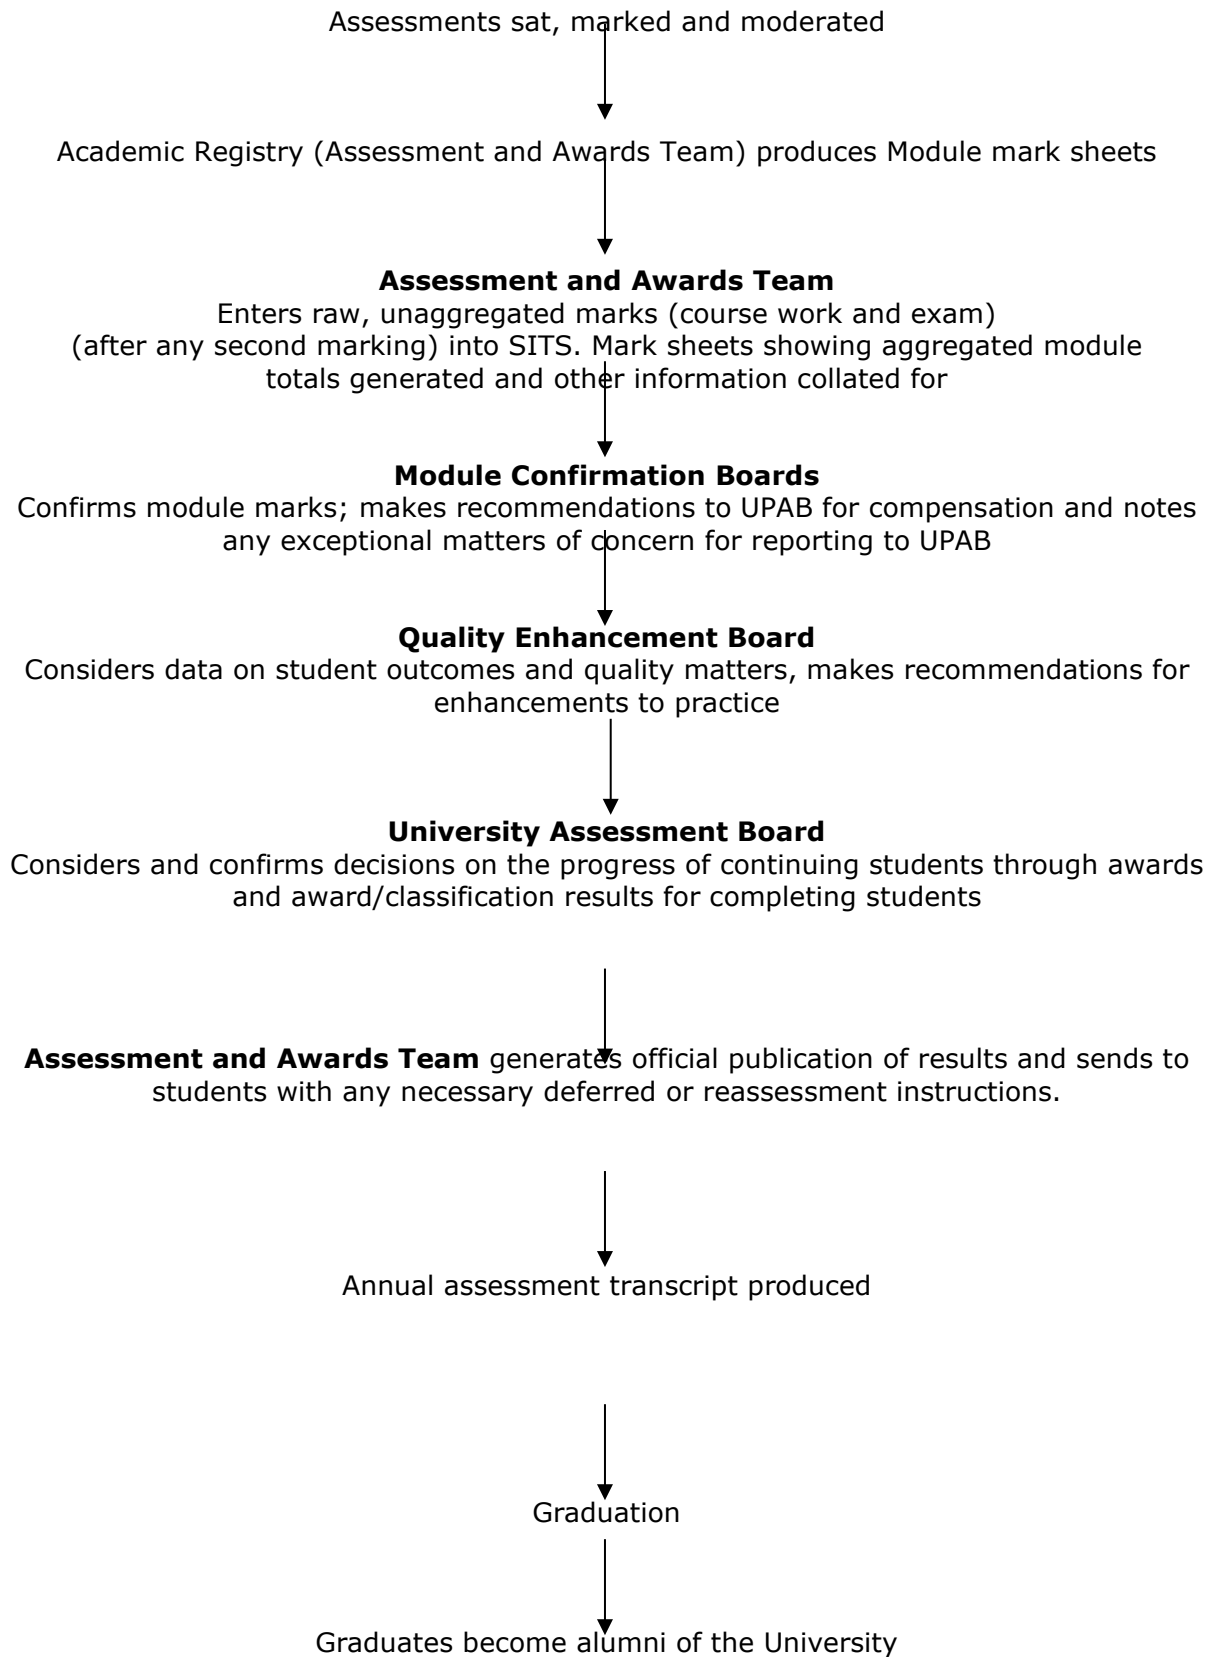 Assessments sat, marked and moderated
Academic Registry (Assessment and Awards Team) produces Module mark sheets
Assessment and Awards Team
Enters raw, unaggregated marks (course work and exam)
(after any second marking) into SITS. Mark sheets showing aggregated module
totals generated and other information collated for
Module Confirmation Boards
Confirms module marks; makes recommendations to UPAB for compensation and notes
any exceptional matters of concern for reporting to UPAB
Quality Enhancement Board
Considers data on student outcomes and quality matters, makes recommendations for
enhancements to practice
University Assessment Board
Considers and confirms decisions on the progress of continuing students through awards
and award/classification results for completing students
Assessment and Awards Team generates official publication of results and sends to
students with any necessary deferred or reassessment instructions.
Annual assessment transcript produced
Graduation
Graduates become alumni of the University